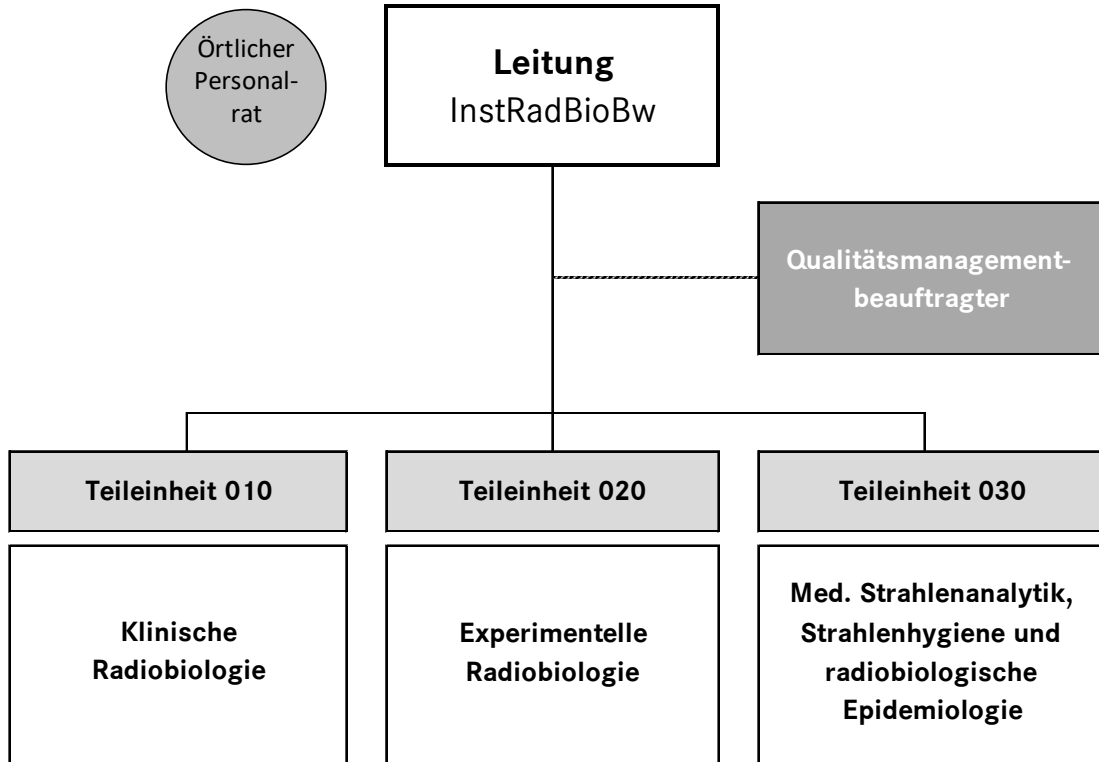 Örtlicher
Personal-
rat
Leitung
InstRadBioBw
Qualitätsmanagement-
beauftragter
Teileinheit 010
Teileinheit 020
Teileinheit 030
Klinische
Radiobiologie
Experimentelle
Radiobiologie
Med. Strahlenanalytik,
Strahlenhygiene und
radiobiologische
Epidemiologie